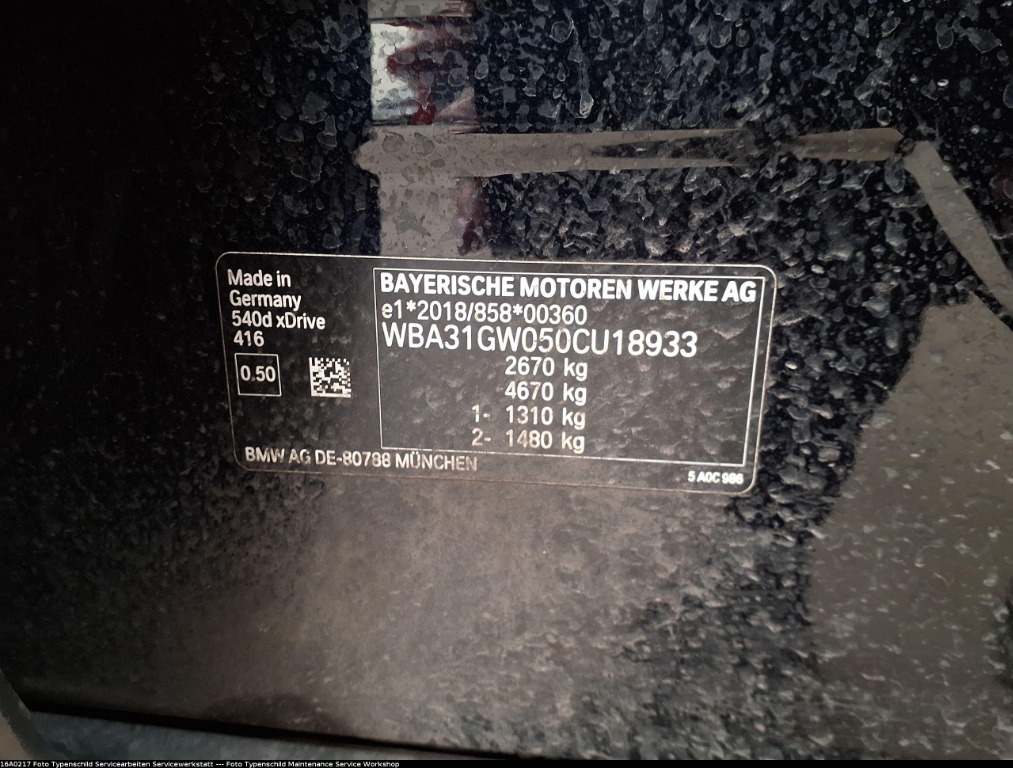 Made in
Germany
540d xDrive
416
0.50
BAYERISCHE MOTOREN WERKE AG
e1*2018/858*00360
WBA31GW050CU18933
2670 kg
4670 kg
1- 1310 kg
2- 1480 kg
BMW AG DE-80788 MÜNCHEN
5 A0C 986
16A0217 Foto Typenschild Servicearbeiten Servicewerkstatt --- Foto Typenschild Maintenance Service Workshop